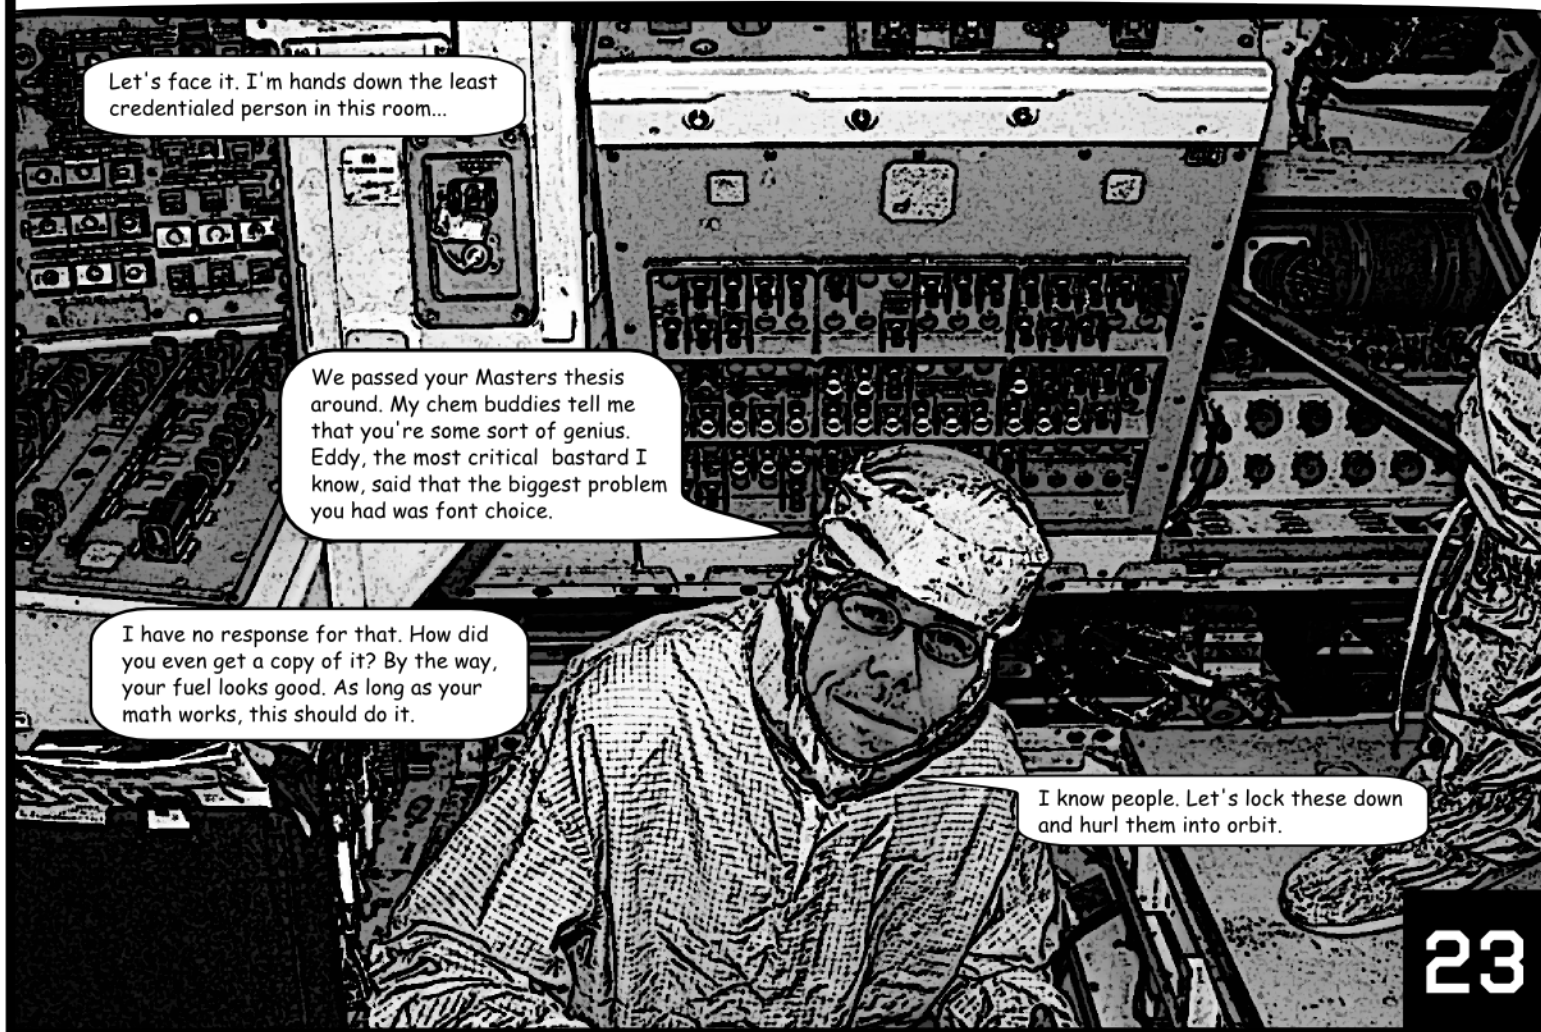 Let's face it. I'm hands down the least
credentialed person in this room...
We passed your Masters thesis
around. My chem buddies tell me
that you're some sort of genius.
Eddy, the most critical bastard I
know, said that the biggest problem
you had was font choice.
I have no response for that. How did
you even get a copy of it? By the way,
your fuel looks good. As long as your
math works, this should do it.
I know people. Let's lock these down
and hurl them into orbit.
23